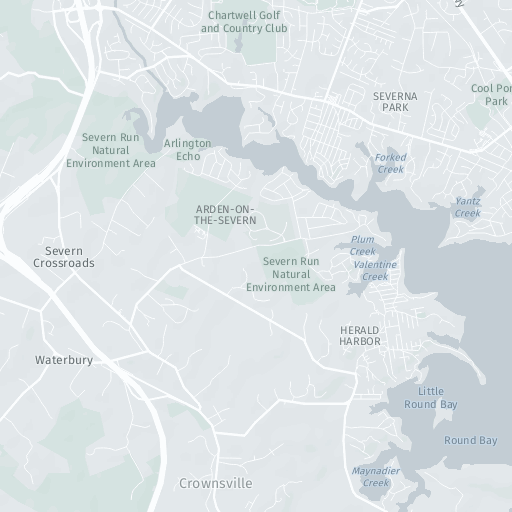 Chartwell Golf
and Country Club
SEVERNA
PARK
Park
Severn Run
Natural
Environment Area
Arlington
Echo
Forked
Creek
ARDEN-ON-
THE-SEVERN
Yantz
Creek
Plum
Creek
Severn
Crossroads
Severn Run
Natural
Environment Area
Valentine
Creek
HERALD
HARBOR
Waterbury
Little
Round Bay
Round Bay
Maynadier
Creek
Crownsville